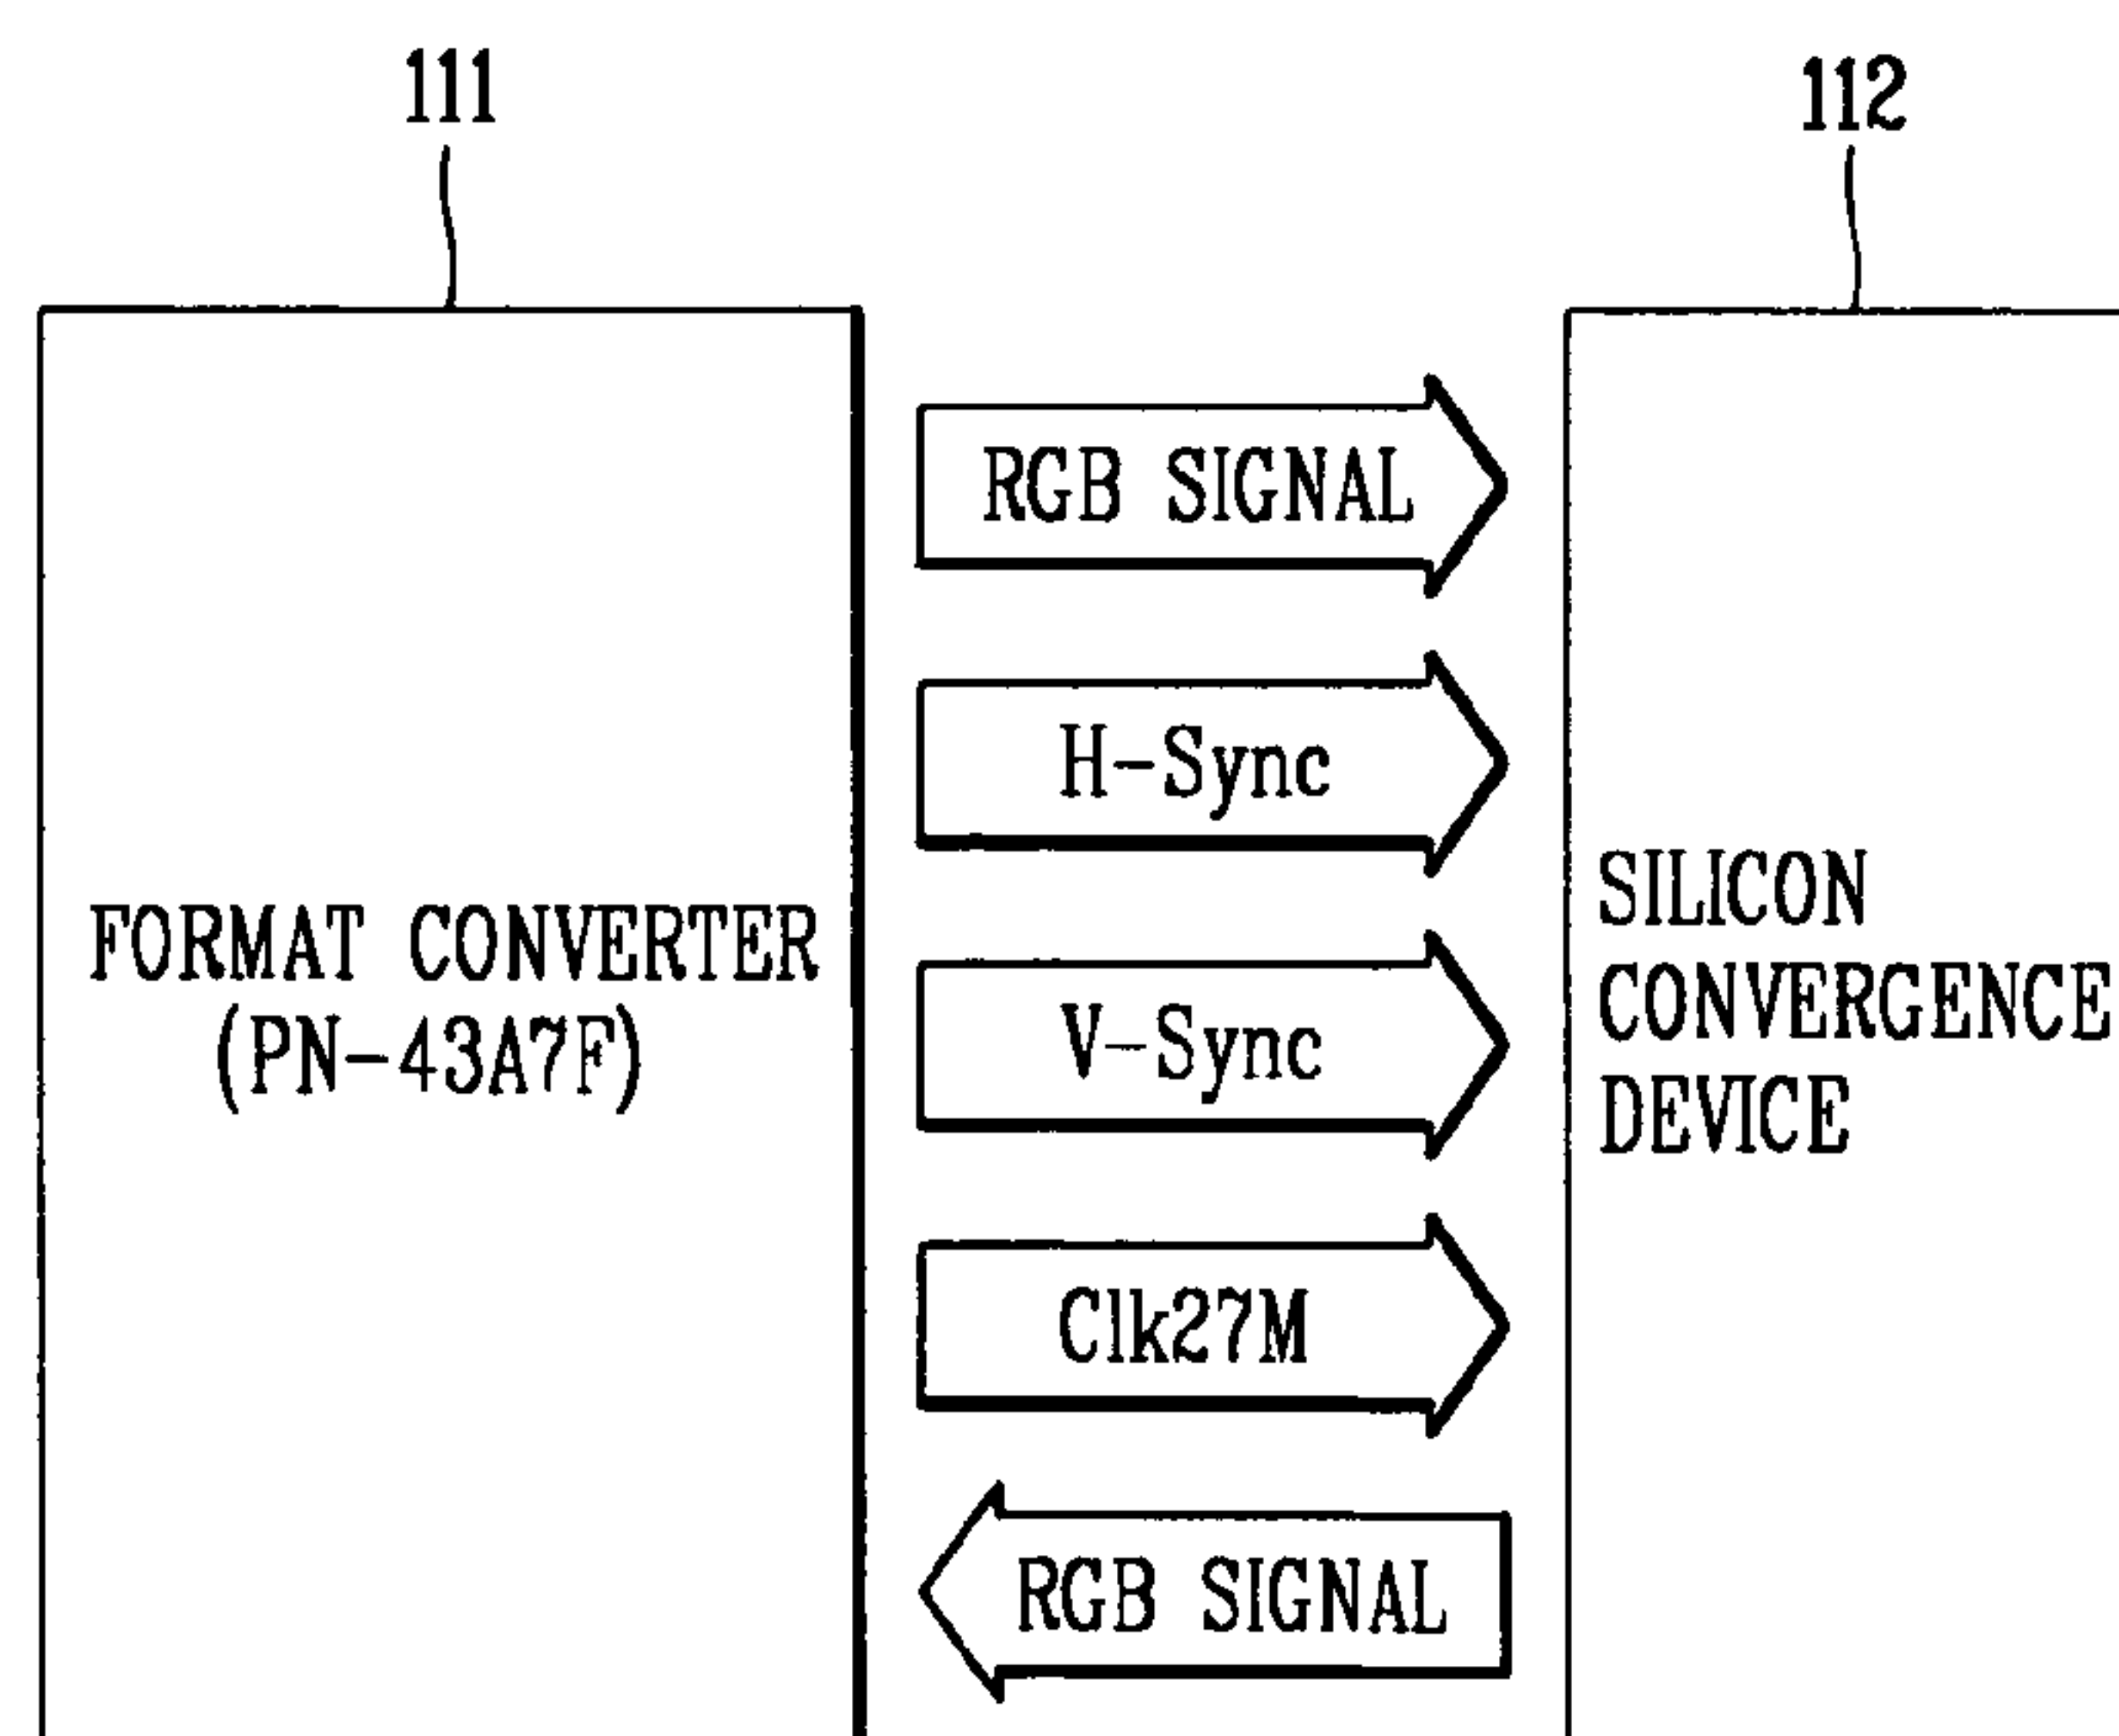 111
112
FORMAT CONVERTER
(PN-43A7F)
RGB SIGNAL
H-Sync
V-Sync
Clk27M
RGB SIGNAL
SILICON
CONVERGENCE
DEVICE